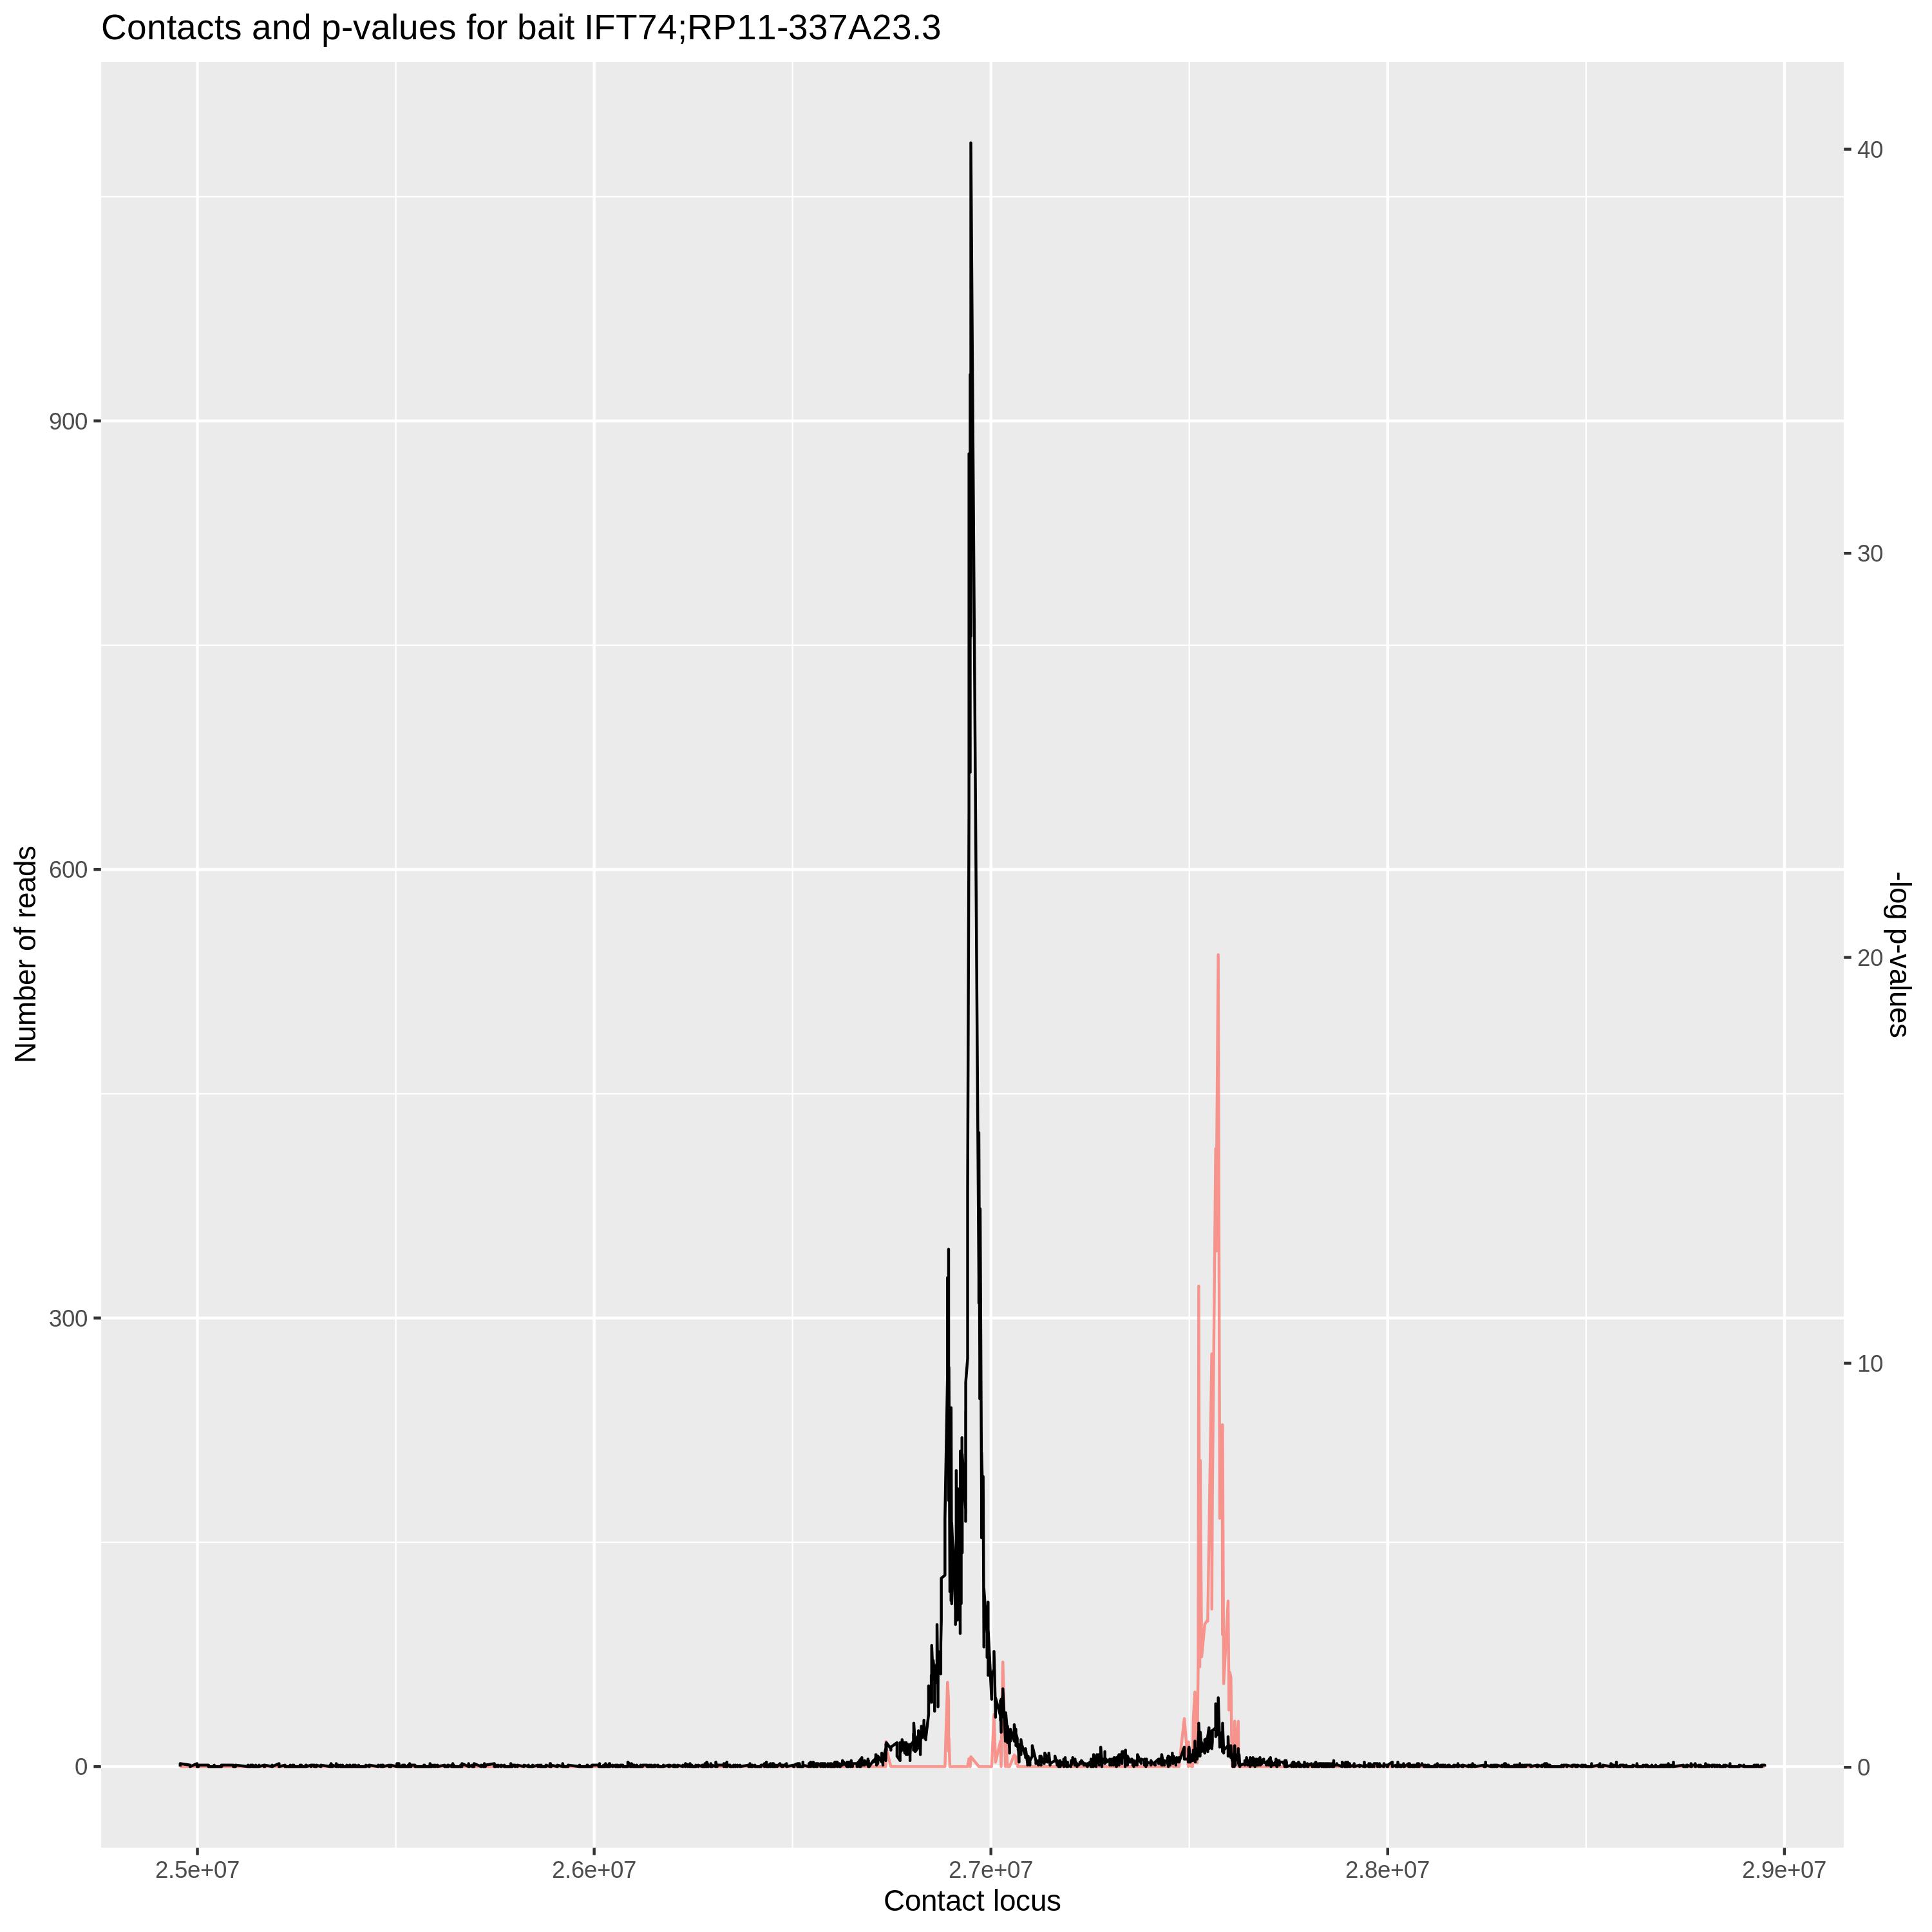 Contacts and p-values for bait IFT74;RP11-337A23.3
Number of reads
900
600
300
0
40
30
20
10
0
-log p-values
2.5e+07 2.6e+07 2.7e+07 2.8e+07 2.9e+07
Contact locus